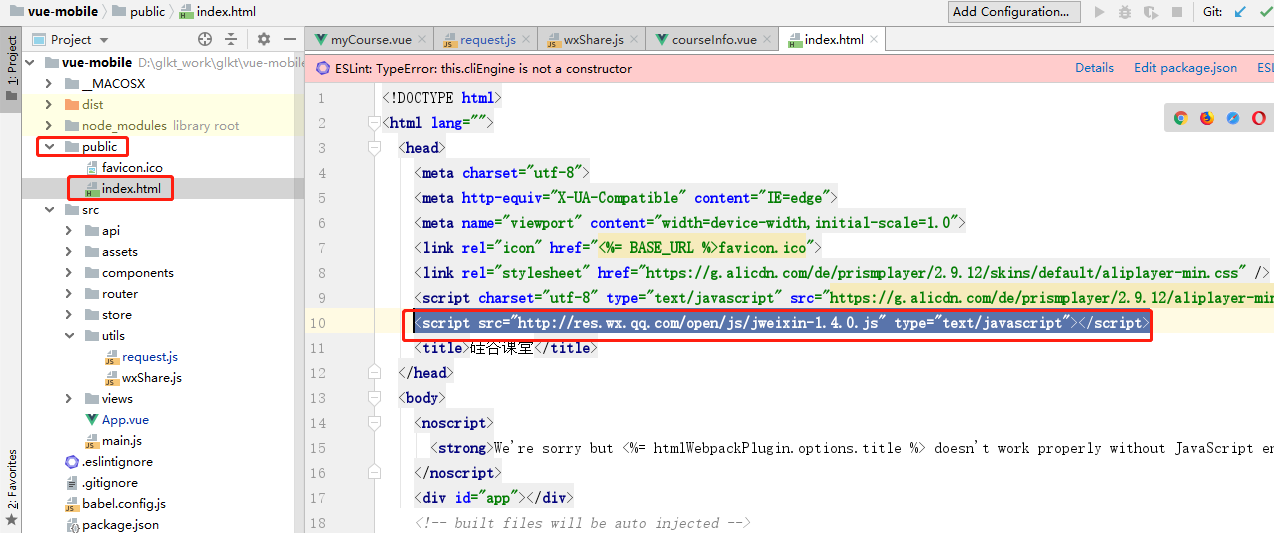 vue-mobile public index.html Add Configuration... Git:
Project
myCourse.vue request.js wxShare.js courseInfo.vue index.html
1: Project
2: Favorites
vue-mobile D:\glkt_work\glkt\vue-mobile
__MACOSX
dist
node_modules library root
public
favicon.ico
index.html
src
api
assets
components
router
store
utils
request.js
wxShare.js
views
App.vue
main.js
.eslintignore
.gitignore
babel.config.js
package.json
ESLint: TypeError: this.cliEngine is not a constructor Details Edit package.json ESL
1 <!DOCTYPE html>
2 <html lang="">
3 <head>
4 <meta charset="utf-8">
5 <meta http-equiv="X-UA-Compatible" content="IE=edge">
6 <meta name="viewport" content="width=device-width,initial-scale=1.0">
7 <link rel="icon" href="<%= BASE_URL %>favicon.ico">
8 <link rel="stylesheet" href="https://g.alicdn.com/de/prismplayer/2.9.12/skins/default/aliplayer-min.css" />
9 <script charset="utf-8" type="text/javascript" src="https://g.alicdn.com/de/prismplayer/2.9.12/aliplayer-min
10 <script src="http://res.wx.qq.com/open/js/jweixin-1.4.0.js" type="text/javascript"></script>
11 <title>硅谷课堂</title>
12 </head>
13 <body>
14 <noscript>
15 <strong>We're sorry but <%= htmlWebpackPlugin.options.title %> doesn't work properly without JavaScript en
16 </noscript>
17 <div id="app"></div>
18 <!-- built files will be auto injected -->